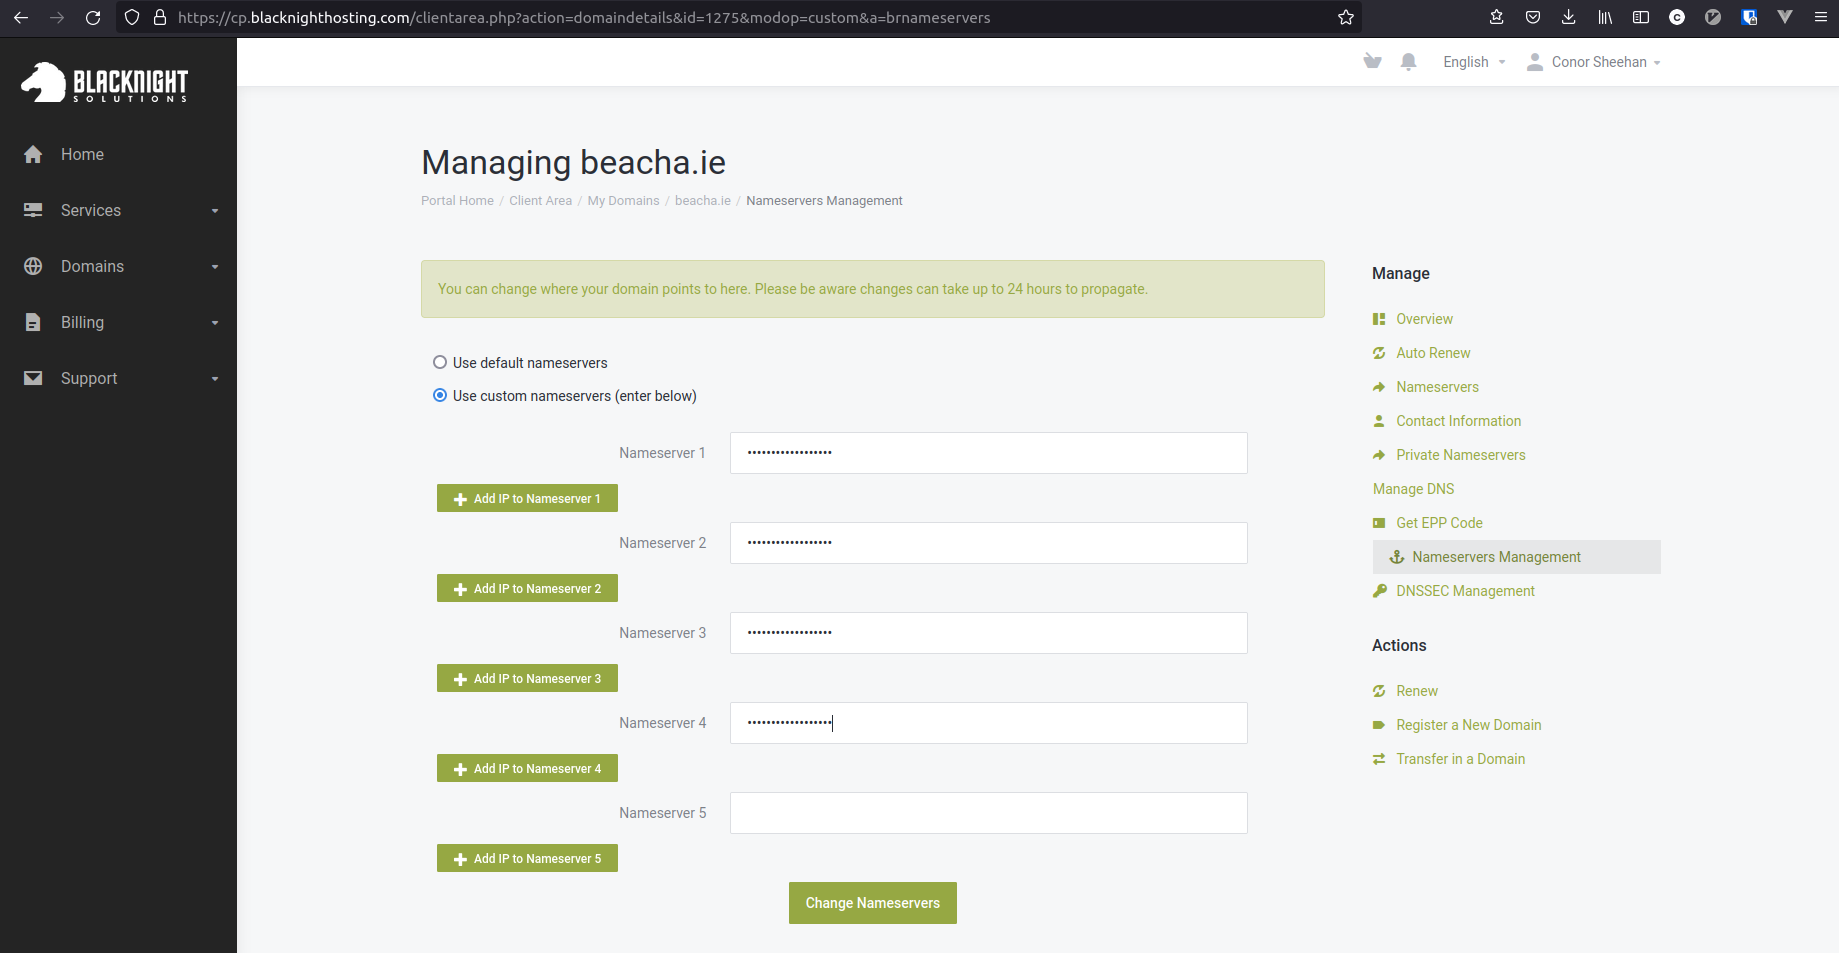 https://cp.blacknighthosting.com/clientarea.php?action=domaindetails&id=1275&modop=custom&a=brnameservers
BLACKNIGHT
SOLUTIONS
English
Conor Sheehan
Home
Services
Domains
Billing
Support
Managing beacha.ie
Portal Home / Client Area / My Domains / beacha.ie / Nameservers Management
You can change where your domain points to here. Please be aware changes can take up to 24 hours to propagate.
Use default nameservers
Use custom nameservers (enter below)
Nameserver 1 ••••••••••••••••••
Add IP to Nameserver 1
Nameserver 2 ••••••••••••••••••
Add IP to Nameserver 2
Nameserver 3 ••••••••••••••••••
Add IP to Nameserver 3
Nameserver 4 ••••••••••••••••••
Add IP to Nameserver 4
Nameserver 5
Add IP to Nameserver 5
Change Nameservers
Manage
Overview
Auto Renew
Nameservers
Contact Information
Private Nameservers
Manage DNS
Get EPP Code
Nameservers Management
DNSSEC Management
Actions
Renew
Register a New Domain
Transfer in a Domain